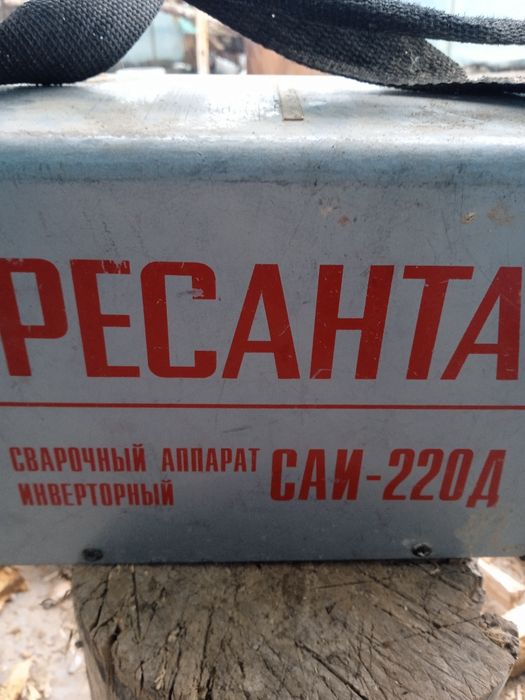 РЕСАНТА
СВАРОЧНЫЙ АППАРАТ САИ-220Д
ИНВЕРТОРНЫЙ